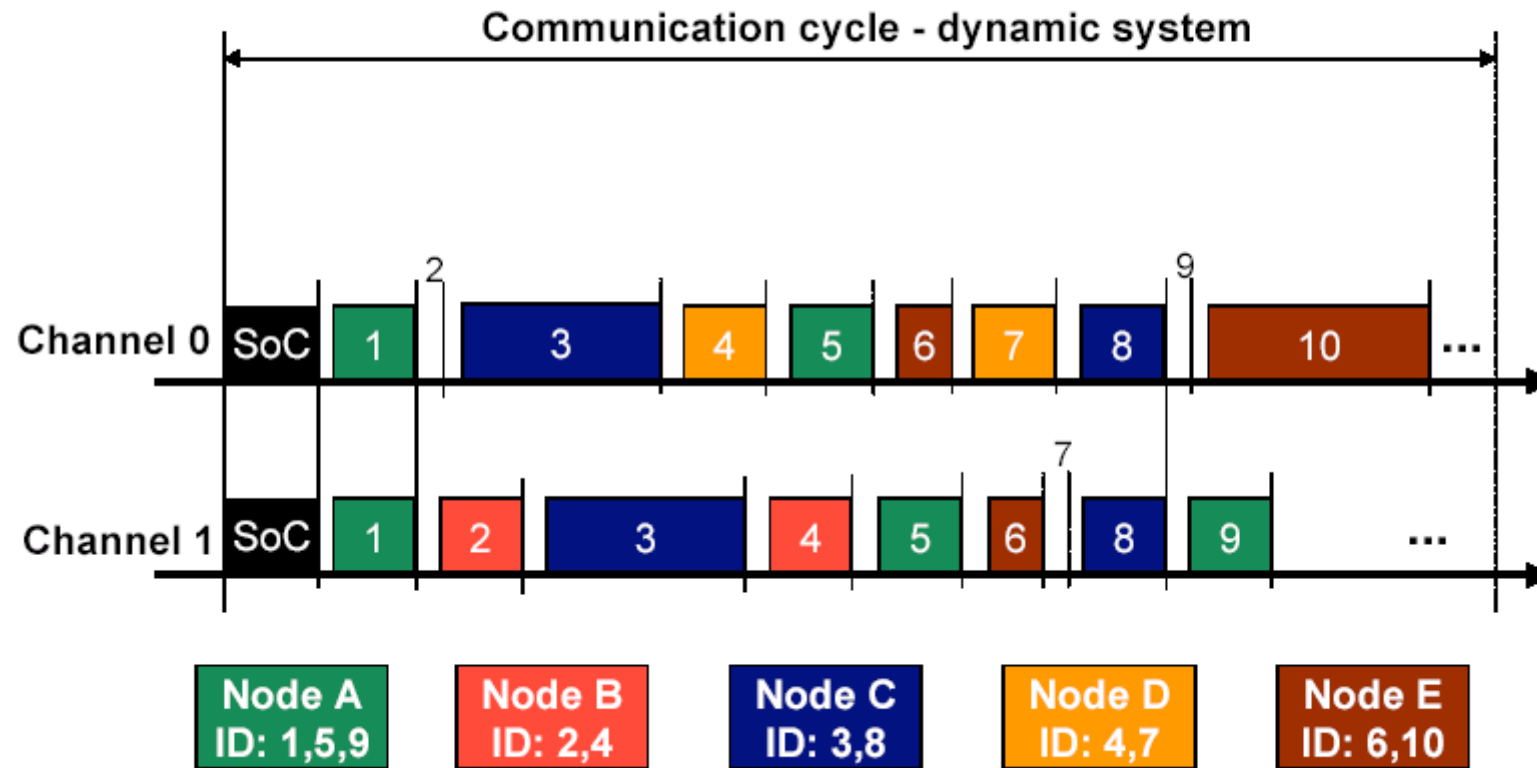 Communication cycle - dynamic system
2 9
Channel 0 SoC 1 3 4 5 6 7 8 10 ...
7
Channel 1 SoC 1 2 3 4 5 6 8 9 ...
Node A
ID: 1,5,9
Node B
ID: 2,4
Node C
ID: 3,8
Node D
ID: 4,7
Node E
ID: 6,10